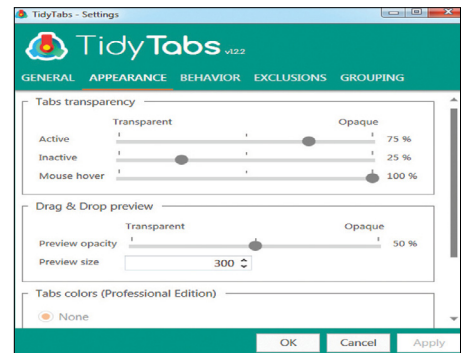 TidyTabs - Settings
TidyTabs v1.2.2
GENERAL APPEARANCE BEHAVIOR EXCLUSIONS GROUPING
Tabs transparency
Transparent Opaque
Active 75 %
Inactive 25 %
Mouse hover 100 %
Drag & Drop preview
Transparent Opaque
Preview opacity 50 %
Preview size 300
Tabs colors (Professional Edition)
None
OK Cancel Apply